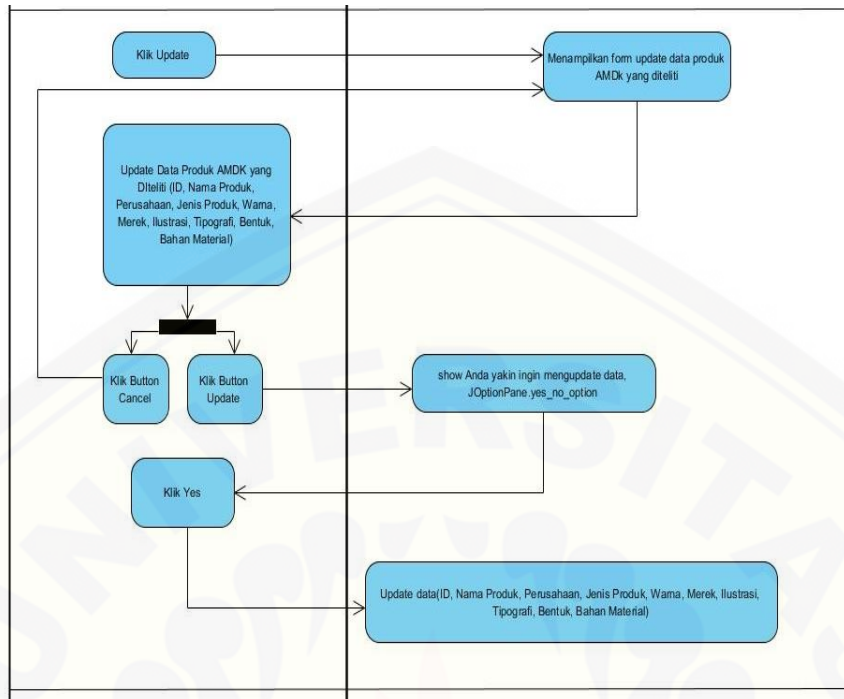 Klik Update
Menampilkan form update data produk
AMDk yang diteliti
Update Data Produk AMDK yang
DIteliti (ID, Nama Produk,
Perusahaan, Jenis Produk, Warna,
Merek, Ilustrasi, Tipografi, Bentuk,
Bahan Material)
Klik Button
Cancel
Klik Button
Update
show Anda yakin ingin mengupdate data,
JOptionPane.yes_no_option
Klik Yes
Update data(ID, Nama Produk, Perusahaan, Jenis Produk, Warna, Merek, Ilustrasi,
Tipografi, Bentuk, Bahan Material)
UNIVERSITAS